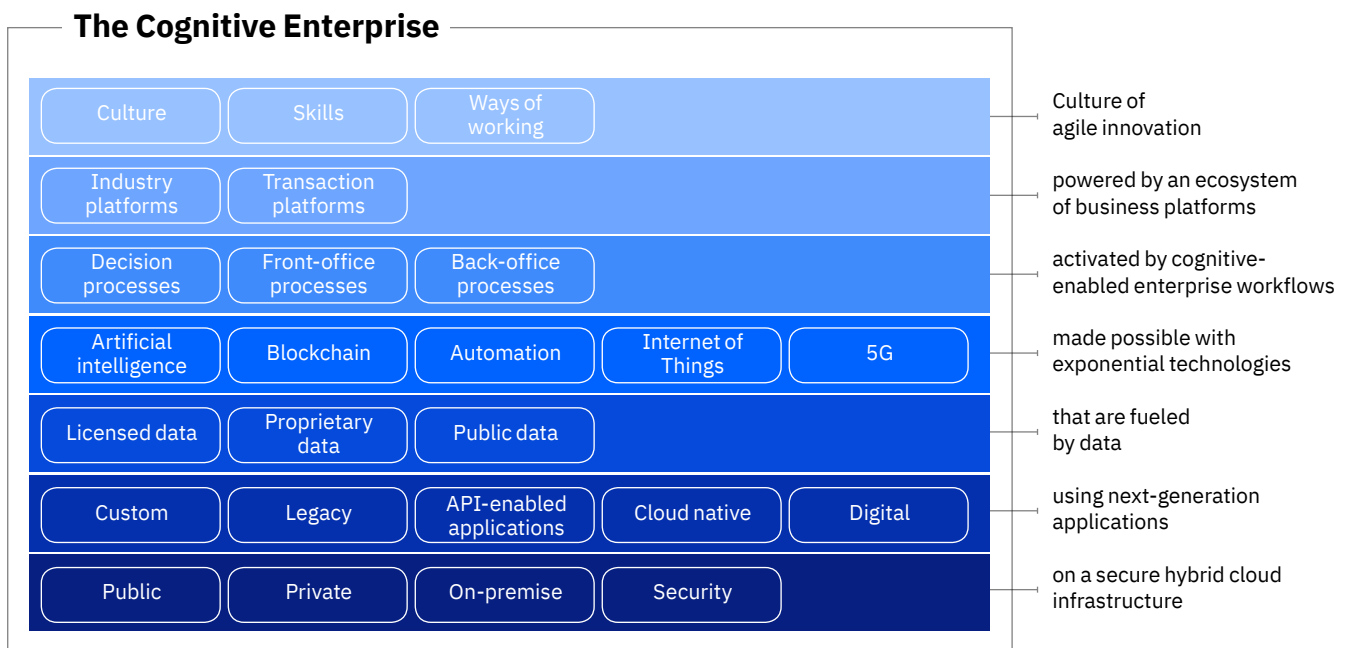 The Cognitive Enterprise
Culture
Skills
Ways of
working
Culture of
agile innovation
Industry
platforms
Transaction
platforms
powered by an ecosystem
of business platforms
Decision
processes
Front-office
processes
Back-office
processes
activated by cognitive-
enabled enterprise workflows
Artificial
intelligence
Blockchain
Automation
Internet of
Things
5G
made possible with
exponential technologies
Licensed data
Proprietary
data
Public data
that are fueled
by data
Custom
Legacy
API-enabled
applications
Cloud native
Digital
using next-generation
applications
Public
Private
On-premise
Security
on a secure hybrid cloud
infrastructure